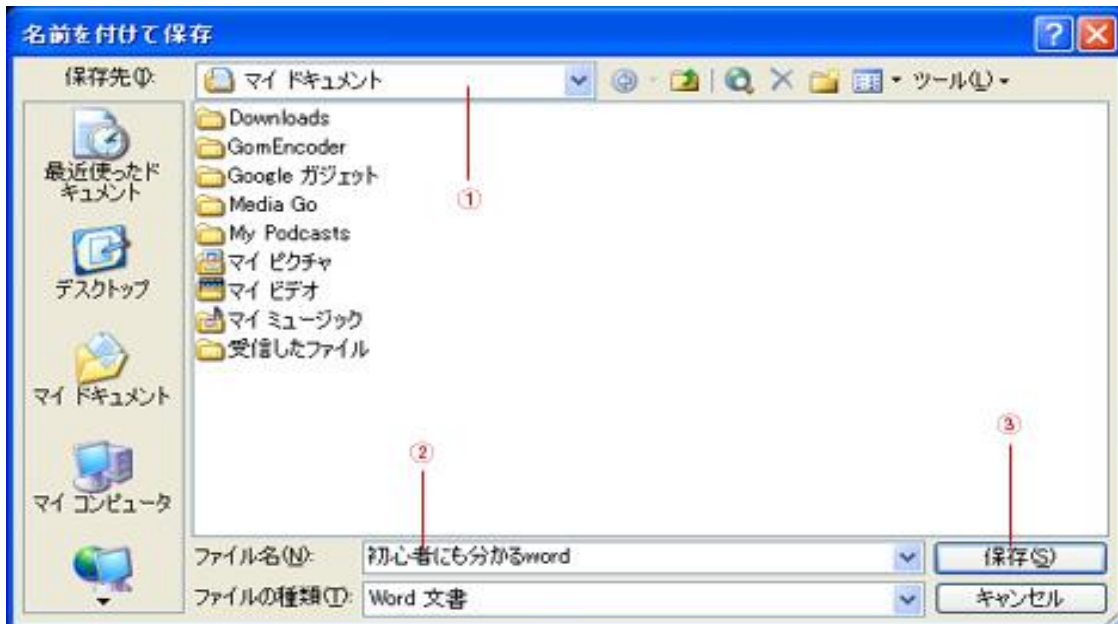 名前を付けて保存
保存先(I):
マイ ドキュメント
ツール(L)
最近使ったド
キュメント
デスクトップ
マイ ドキュメント
マイ コンピュータ
Downloads
GomEncoder
Google ガジェット
Media Go
My Podcasts
マイ ピクチャ
マイ ビデオ
マイ ミュージック
受信したファイル
①
②
③
ファイル名(N):
初心者にも分かるword
保存(S)
ファイルの種類(T):
Word 文書
キャンセル